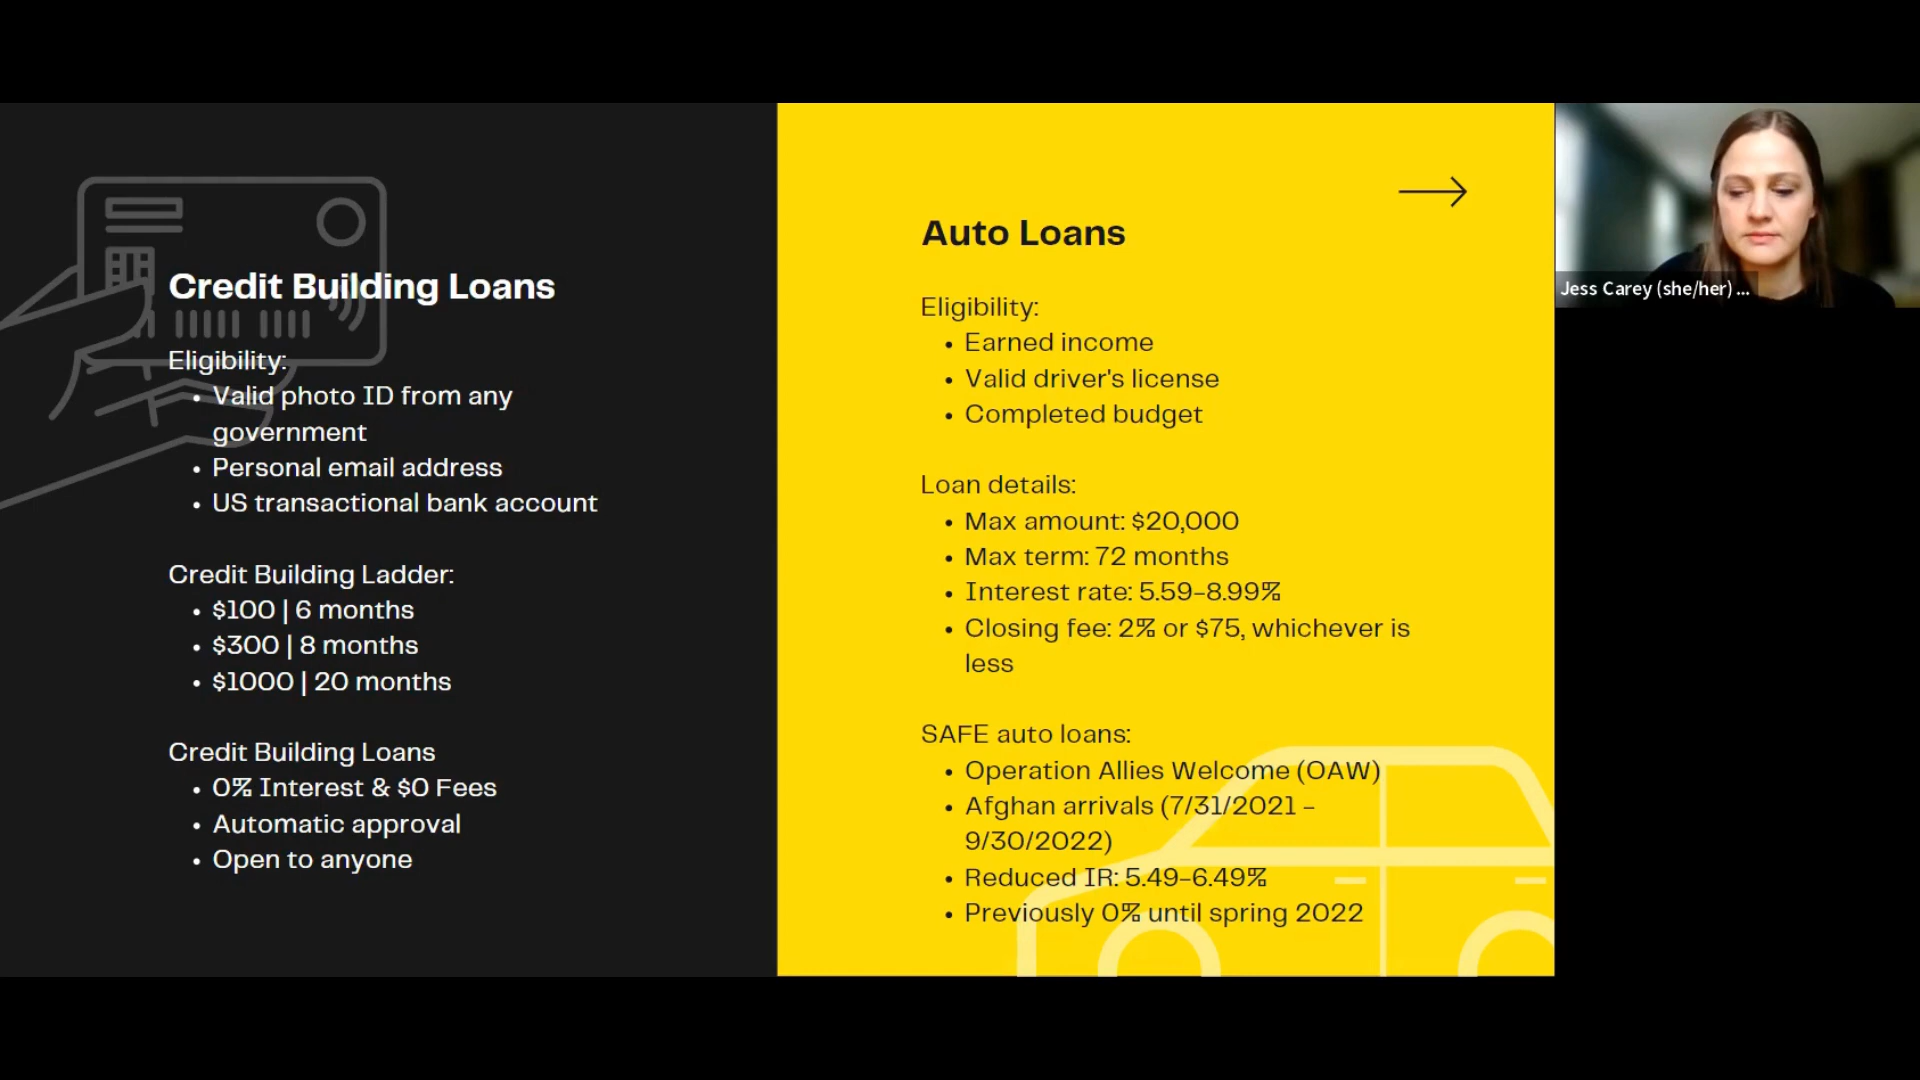 Credit Building Loans
Eligibility:
• Valid photo ID from any
government
• Personal email address
• US transactional bank account
Credit Building Ladder:
• $100 | 6 months
• $300 | 8 months
• $1000 | 20 months
Credit Building Loans
• 0% Interest & $0 Fees
• Automatic approval
• Open to anyone
Auto Loans
Eligibility:
• Earned income
• Valid driver's license
• Completed budget
Loan details:
• Max amount: $20,000
• Max term: 72 months
• Interest rate: 5.59-8.99%
• Closing fee: 2% or $75, whichever is
less
SAFE auto loans:
• Operation Allies Welcome (OAW)
• Afghan arrivals (7/31/2021 -
9/30/2022)
• Reduced IR: 5.49-6.49%
• Previously 0% until spring 2022
Jess Carey (she/her) ...